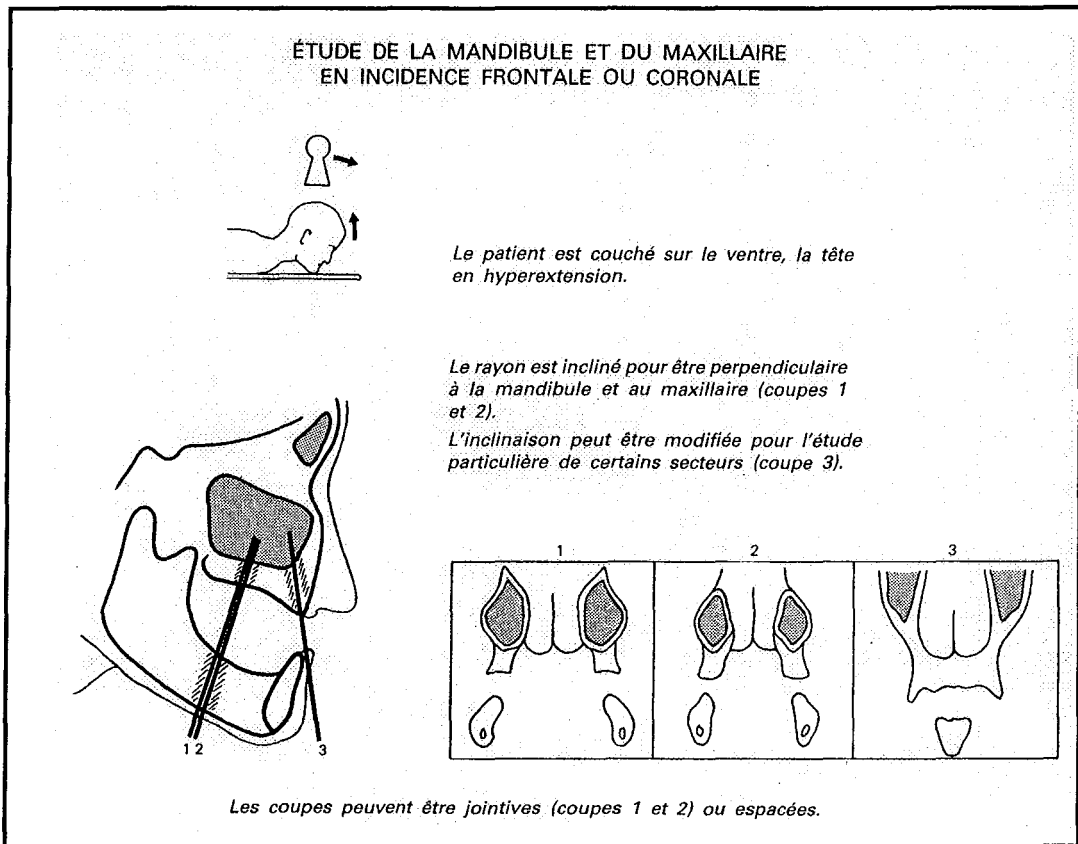 ÉTUDE DE LA MANDIBULE ET DU MAXILLAIRE
EN INCIDENCE FRONTALE OU CORONALE
Le patient est couché sur le ventre, la tête
en hyperextension.
Le rayon est incliné pour être perpendiculaire
à la mandibule et au maxillaire (coupes 1
et 2).
L'inclinaison peut être modifiée pour l'étude
particulière de certains secteurs (coupe 3).
1 2 3
1 2 3
Les coupes peuvent être jointives (coupes 1 et 2) ou espacées.